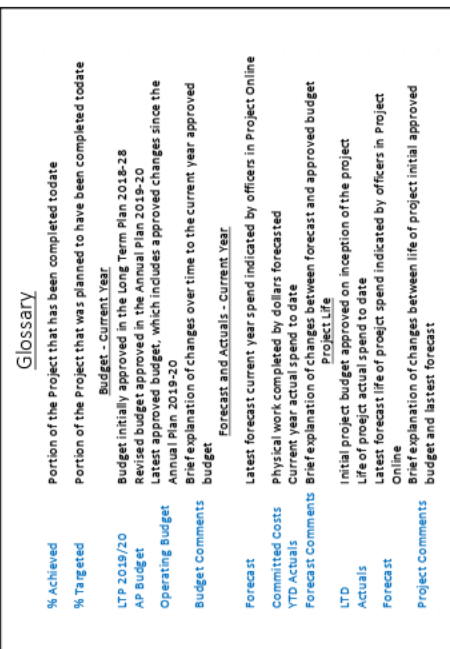 Glossary
% Achieved Portion of the Project that has been completed todate
% Targeted Portion of the Project that was planned to have been completed todate
Budget - Current Year
LTP 2019/20 Budget initially approved in the Long Term Plan 2018-28
AP Budget Revised budget approved in the Annual Plan 2019-20
Operating Budget Latest approved budget, which includes approved changes since the
Annual Plan 2019-20
Budget Comments Brief explanation of changes over time to the current year approved
budget
Forecast and Actuals - Current Year
Forecast Latest forecast current year spend indicated by officers in Project Online
Committed Costs Physical work completed by dollars forecasted
YTD Actuals Current year actual spend to date
Forecast Comments Brief explanation of changes between forecast and approved budget
Project Life
LTD Initial project budget approved on inception of the project
Actuals Life of proejct actual spend to date
Forecast Latest forecast life of proejct spend indicated by officers in Project
Online
Project Comments Brief explanation of changes between life of project initial approved
budget and lastest forecast